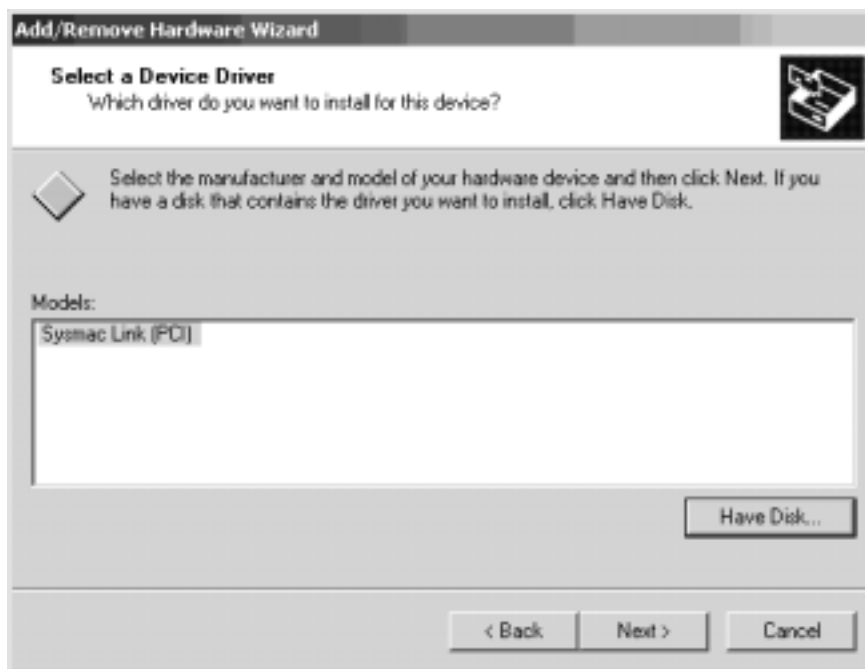 Add/Remove Hardware Wizard
Select a Device Driver
Which driver do you want to install for this device?
Select the manufacturer and model of your hardware device and then click Next. If you
have a disk that contains the driver you want to install, click Have Disk.
Models:
Sysmac Link (PCI)
Have Disk...
< Back
Next >
Cancel